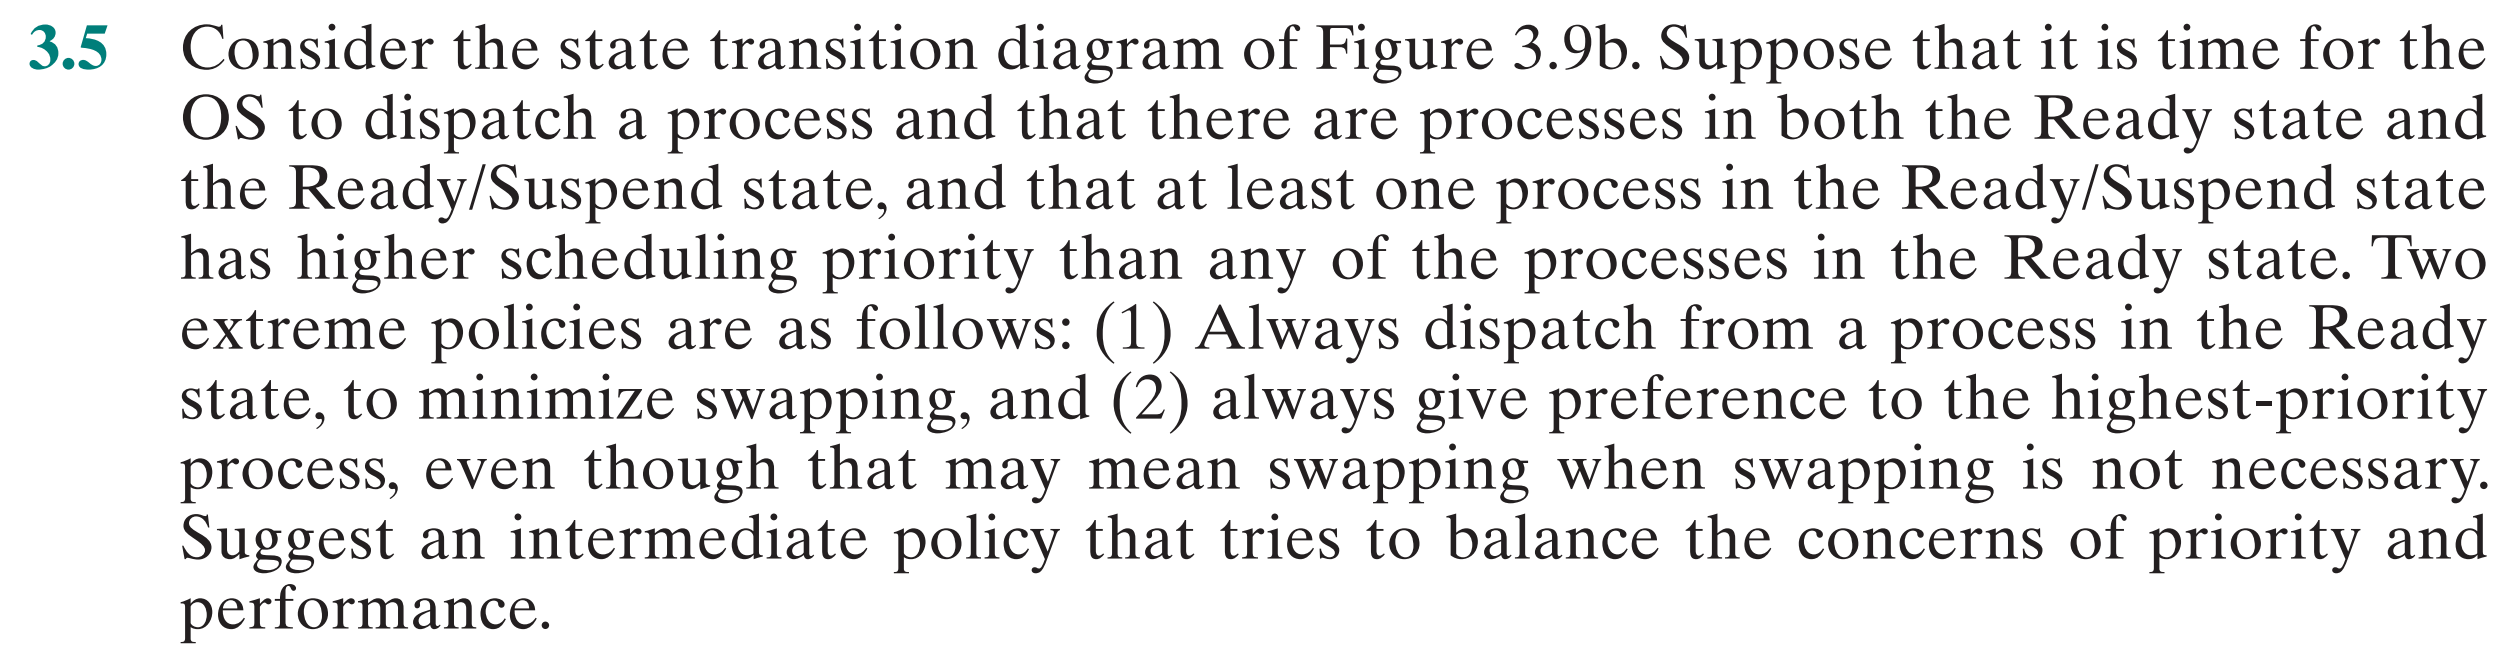 3.5 Consider the state transition diagram of Figure 3.9b. Suppose that it is time for the
OS to dispatch a process and that there are processes in both the Ready state and
the Ready/Suspend state, and that at least one process in the Ready/Suspend state
has higher scheduling priority than any of the processes in the Ready state. Two
extreme policies are as follows: (1) Always dispatch from a process in the Ready
state, to minimize swapping, and (2) always give preference to the highest-priority
process, even though that may mean swapping when swapping is not necessary.
Suggest an intermediate policy that tries to balance the concerns of priority and
performance.